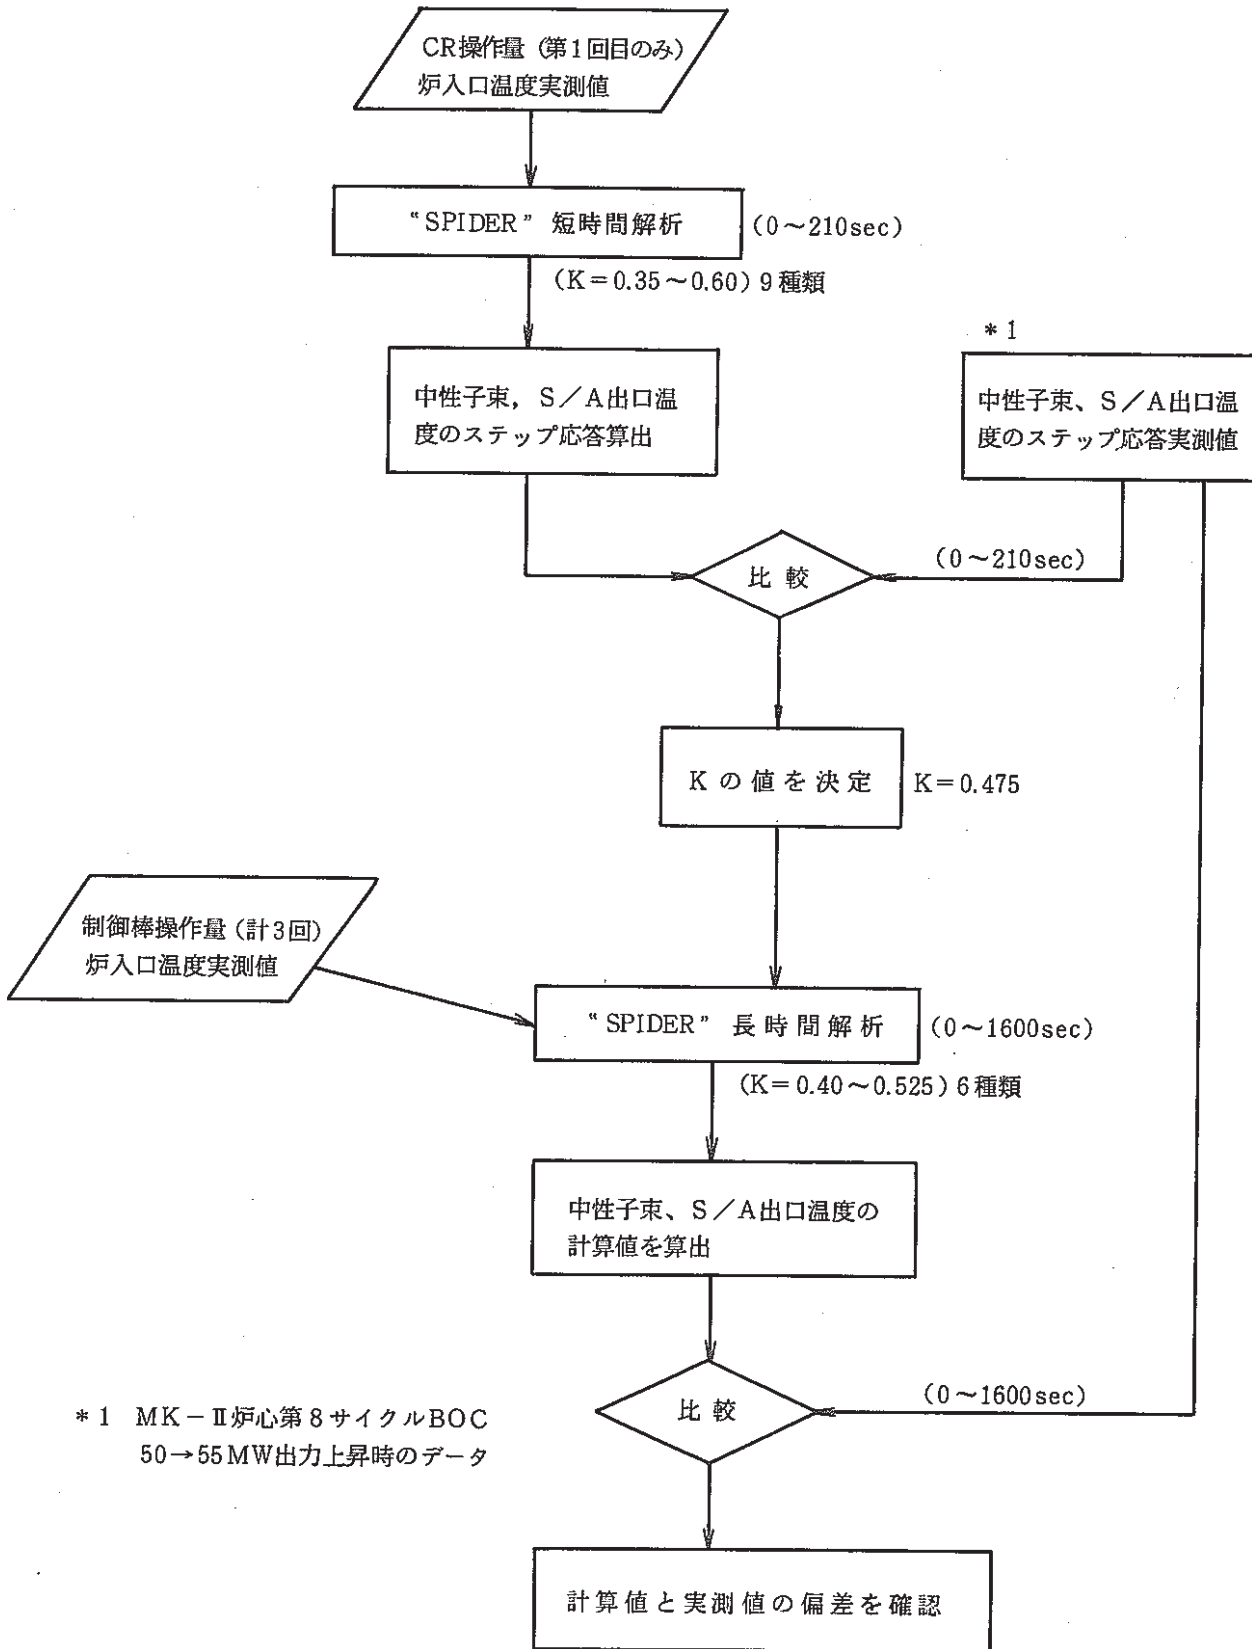 CR操作量 (第1回目のみ)
炉入口温度実測値
“SPIDER” 短時間解析
(0～210sec)
(K=0.35～0.60) 9種類
*1
中性子束, S/A出口温
度のステップ応答算出
中性子束、S/A出口温
度のステップ応答実測値
(0～210sec)
比較
Kの値を決定
K=0.475
制御棒操作量 (計3回)
炉入口温度実測値
“SPIDER” 長時間解析
(0～1600sec)
(K=0.40～0.525) 6種類
中性子束、S/A出口温度の
計算値を算出
(0～1600sec)
比較
*1 MK-Ⅱ炉心第8サイクルBOC
50→55MW出力上昇時のデータ
計算値と実測値の偏差を確認